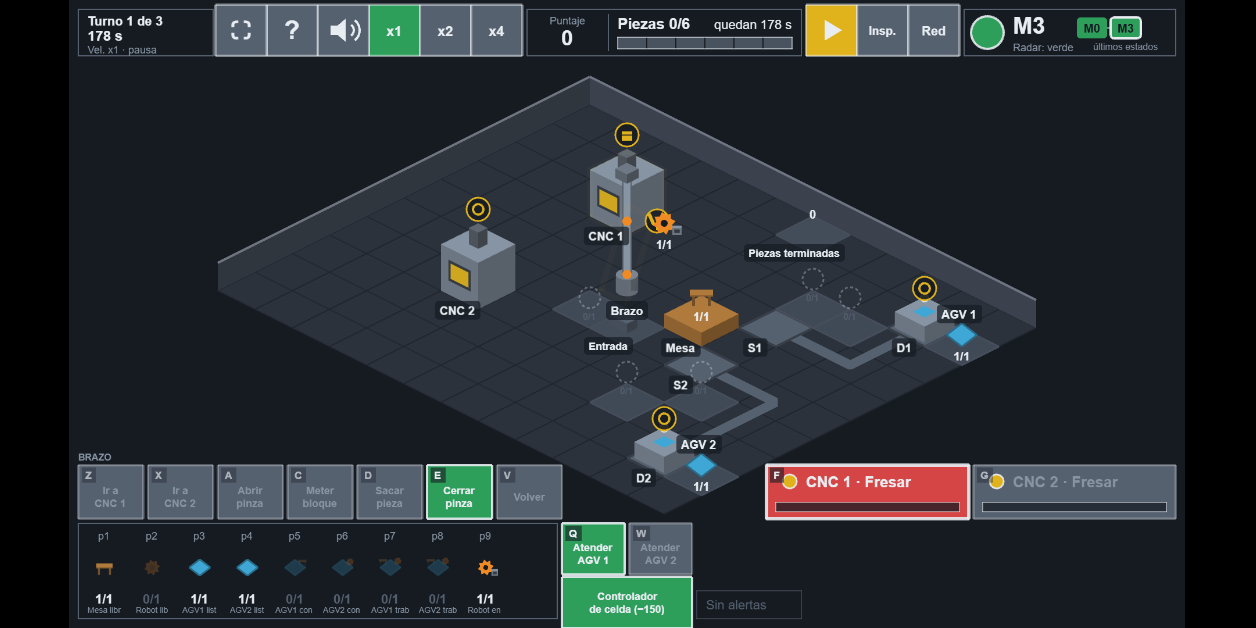 Turno 1 de 3
178 s
Vel. x1 · pausa
?
x1
x2
x4
Puntaje
0
Piezas 0/6
quedan 178 s
Insp.
Red
M3
Radar: verde
M0
M3
últimos estados
CNC 1
1/1
0
Piezas terminadas
CNC 2
0/1
Brazo
Entrada
1/1
Mesa
S1
0/1
0/1
AGV 1
D1
1/1
S2
0/1
0/1
AGV 2
D2
1/1
BRAZO
Z
Ir a
CNC 1
X
Ir a
CNC 2
A
Abrir
pinza
C
Meter
bloque
D
Sacar
pieza
E
Cerrar
pinza
V
Volver
F
CNC 1 · Fresar
G
CNC 2 · Fresar
p1
1/1
Mesa libr
p2
0/1
Robot lib
p3
1/1
AGV1 list
p4
1/1
AGV2 list
p5
0/1
AGV1 con
p6
0/1
AGV2 con
p7
0/1
AGV1 trab
p8
0/1
AGV2 trab
p9
1/1
Robot en
Q
Atender
AGV 1
W
Atender
AGV 2
Controlador
de celda (−150)
Sin alertas